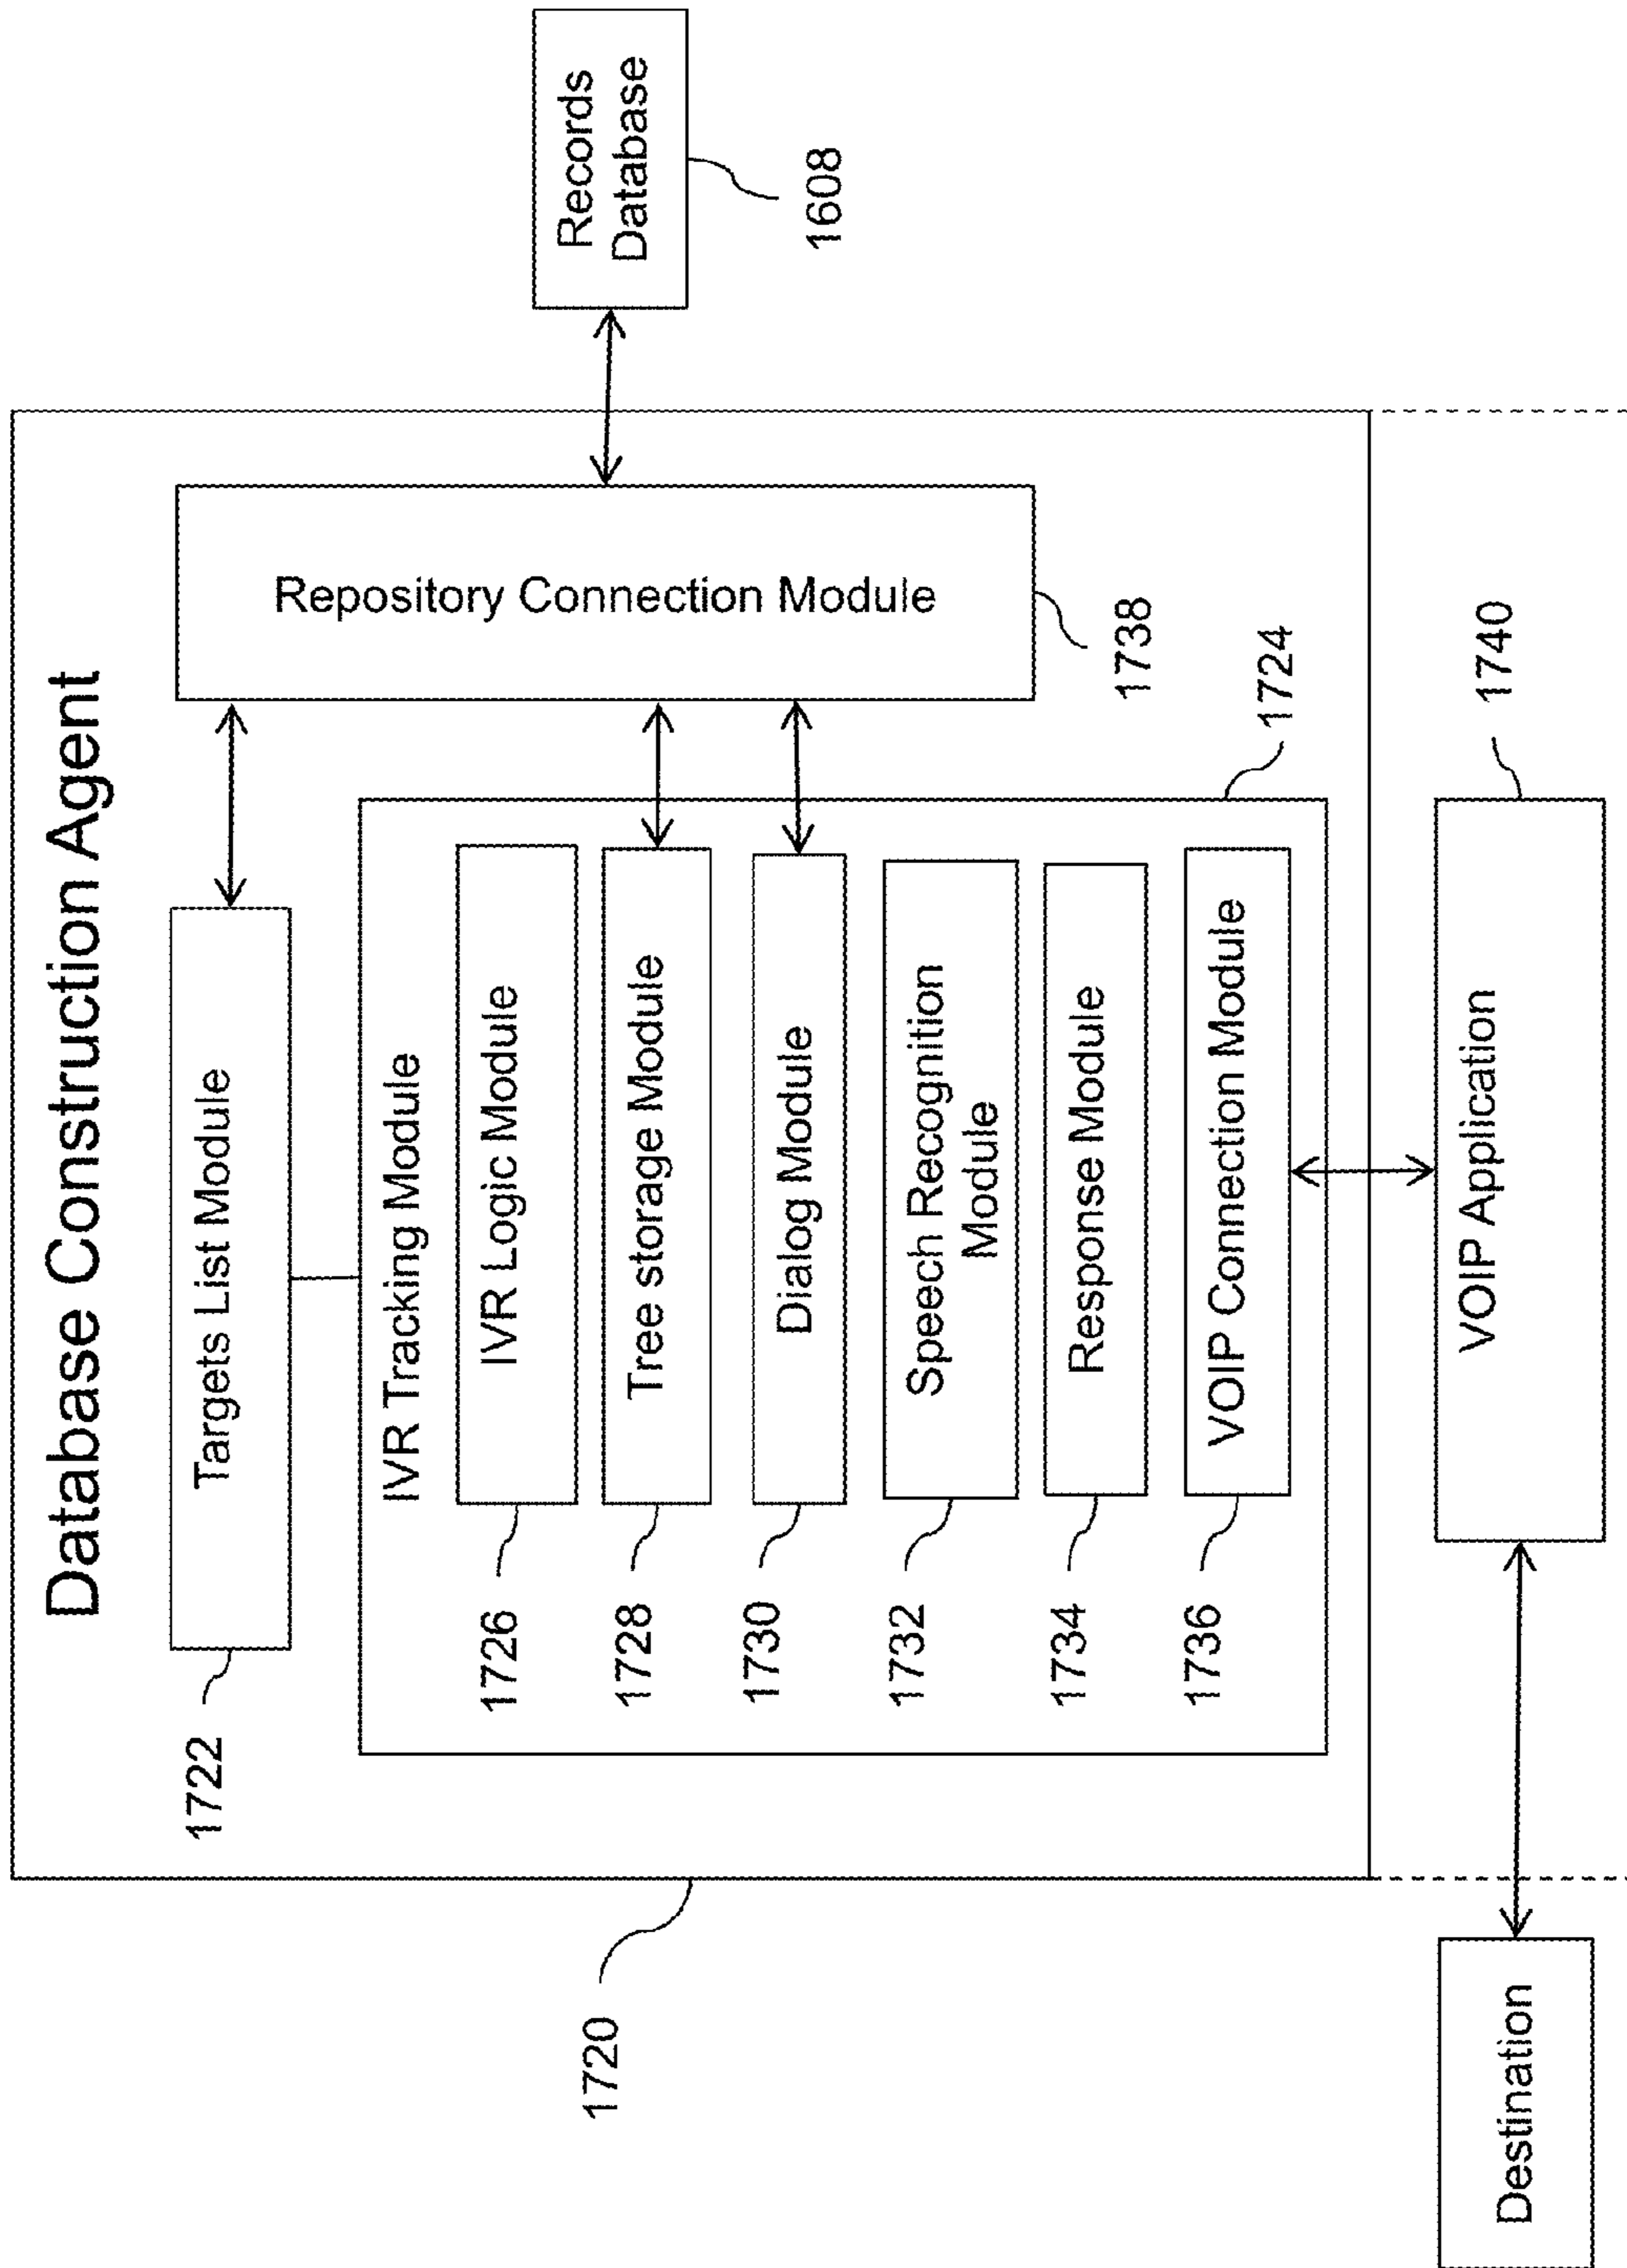 Database Construction Agent
1722
Targets List Module
IVR Tracking Module
1726
IVR Logic Module
1728
Tree storage Module
1730
Dialog Module
1732
Speech Recognition
Module
1734
Response Module
1736
VOIP Connection Module
1724
Repository Connection Module
1738
Records
Database
1608
1720
Destination
VOIP Application
1740